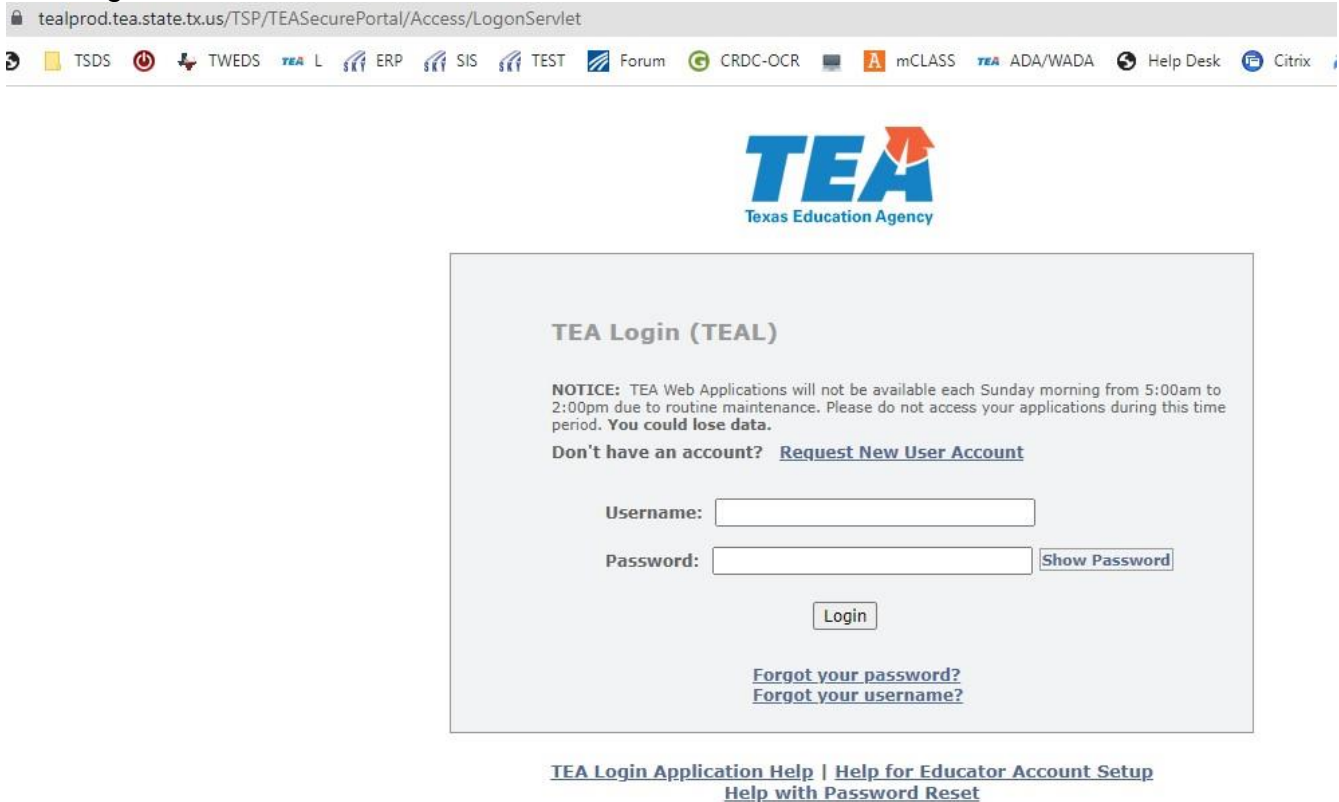 tealprod.tea.state.tx.us/TSP/TEASecurePortal/Access/LogonServlet
TSDS TWEDS TEA L ERP SIS TEST Forum CRDC-OCR A mCLASS TEA ADA/WADA Help Desk Citrix
TEA
Texas Education Agency
TEA Login (TEAL)
NOTICE: TEA Web Applications will not be available each Sunday morning from 5:00am to
2:00pm due to routine maintenance. Please do not access your applications during this time
period. You could lose data.
Don't have an account? Request New User Account
Username:
Password: Show Password
Login
Forgot your password?
Forgot your username?
TEA Login Application Help | Help for Educator Account Setup
Help with Password Reset